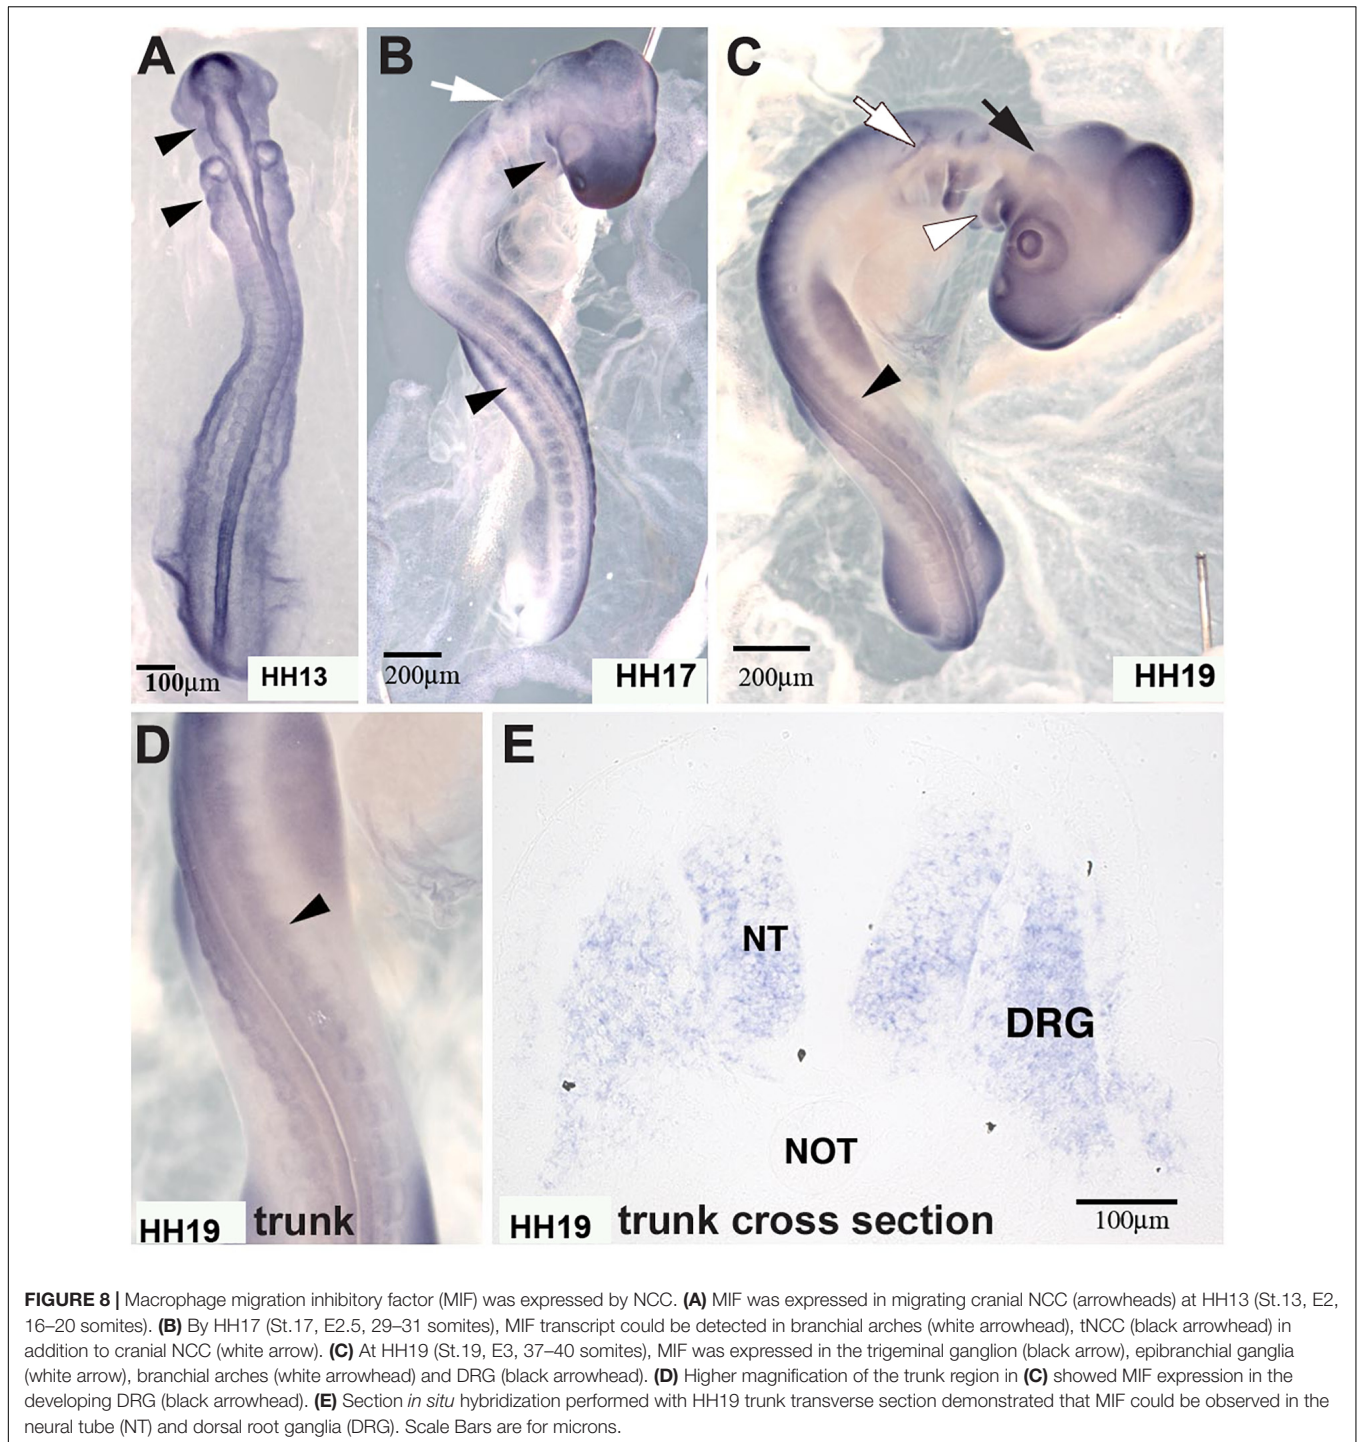 A
B
C
100µm
HH13
200µm
HH17
200µm
HH19
D
E
NT
DRG
NOT
HH19 trunk
HH19 trunk cross section
100µm
FIGURE 8 | Macrophage migration inhibitory factor (MIF) was expressed by NCC. (A) MIF was expressed in migrating cranial NCC (arrowheads) at HH13 (St.13, E2,
16–20 somites). (B) By HH17 (St.17, E2.5, 29–31 somites), MIF transcript could be detected in branchial arches (white arrowhead), tNCC (black arrowhead) in
addition to cranial NCC (white arrow). (C) At HH19 (St.19, E3, 37–40 somites), MIF was expressed in the trigeminal ganglion (black arrow), epibranchial ganglia
(white arrow), branchial arches (white arrowhead) and DRG (black arrowhead). (D) Higher magnification of the trunk region in (C) showed MIF expression in the
developing DRG (black arrowhead). (E) Section in situ hybridization performed with HH19 trunk transverse section demonstrated that MIF could be observed in the
neural tube (NT) and dorsal root ganglia (DRG). Scale Bars are for microns.